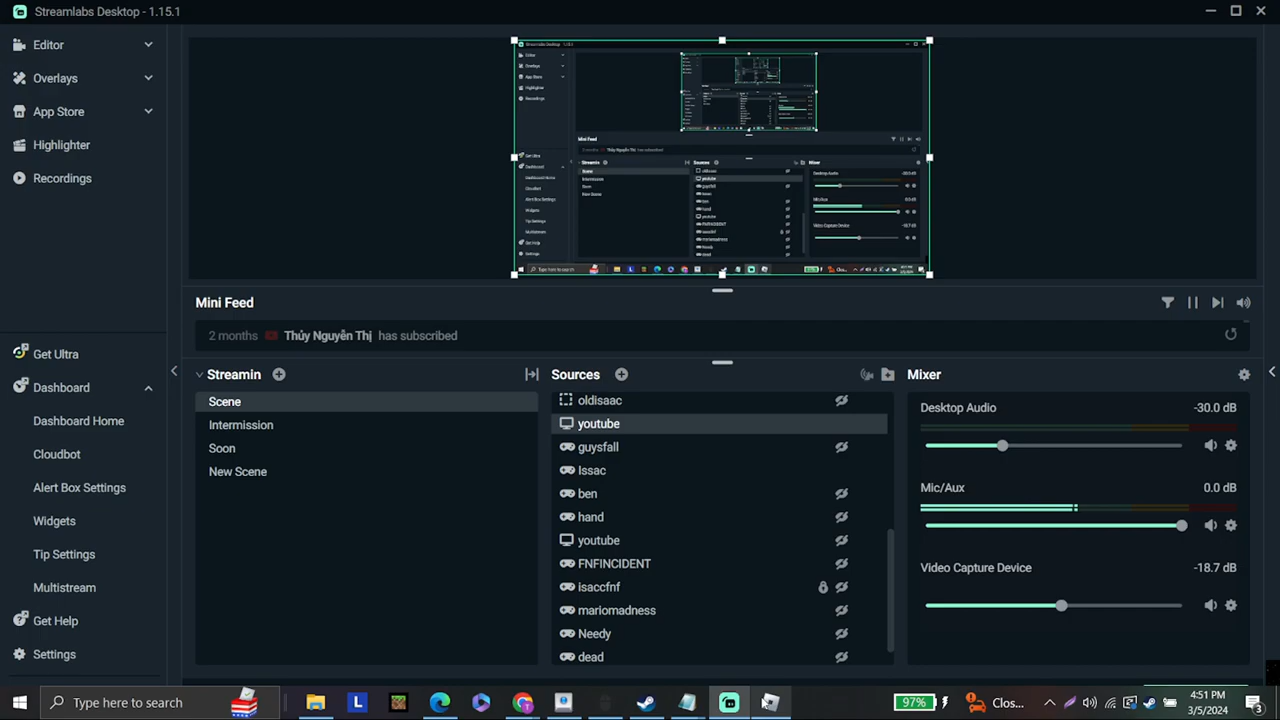 Streamlabs Desktop - 1.15.1
Editor
Overlays
App Store
Highlighter
Recordings
Get Ultra
Dashboard
Dashboard Home
Cloudbot
Alert Box Settings
Widgets
Tip Settings
Multistream
Get Help
Settings
Mini Feed
2 months Thủy Nguyễn Thị has subscribed
Streamin
Scene
Intermission
Soon
New Scene
Sources
oldisaac
youtube
guysfall
Issac
ben
hand
youtube
FNFINCIDENT
isaccfnf
mariomadness
Needy
dead
Mixer
Desktop Audio -30.0 dB
Mic/Aux 0.0 dB
Video Capture Device -18.7 dB
Type here to search
L
97%
Clos...
4:51 PM
3/5/2024
3